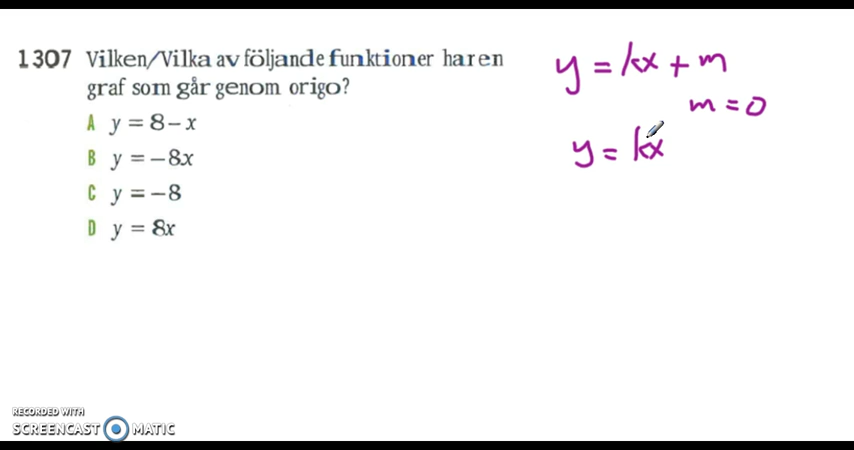 1307 Vilken/Vilka av följande funktioner har en
graf som går genom origo?
A y = 8 – x
B y = –8x
C y = –8
D y = 8x
y = kx + m
m = 0
y = kx
RECORDED WITH
SCREENCAST MATIC